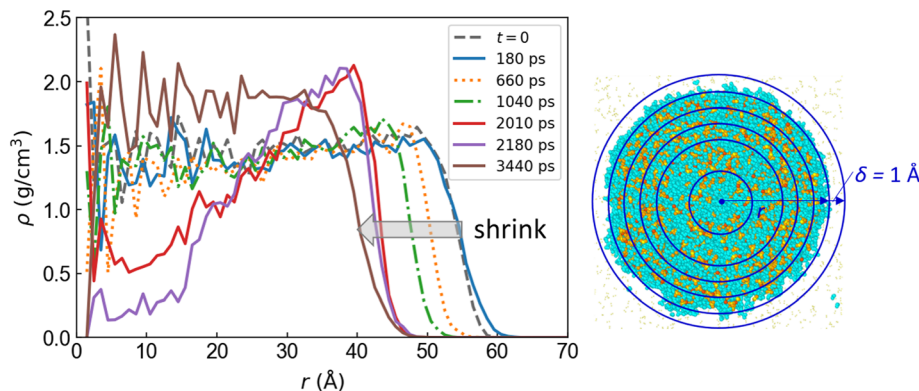 2.5
2.0
1.5
1.0
0.5
0.0
ρ (g/cm³)
0 10 20 30 40 50 60 70
r (Å)
t = 0
180 ps
660 ps
1040 ps
2010 ps
2180 ps
3440 ps
shrink
r
δ = 1 Å